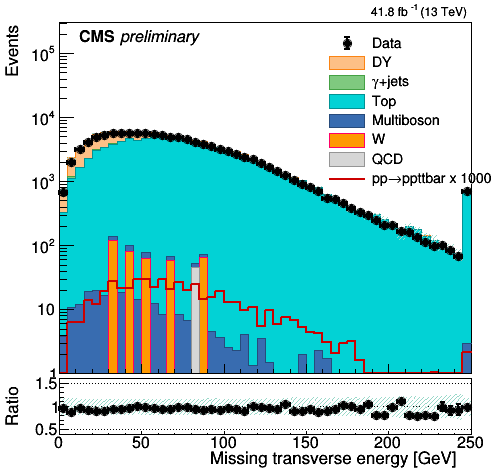 41.8 fb⁻¹ (13 TeV)
CMS preliminary
Events
10⁵
10⁴
10³
10²
10
1
Data
DY
γ+jets
Top
Multiboson
W
QCD
pp→ppttbar x 1000
Ratio
1.5
1
0.5
0 50 100 150 200 250
Missing transverse energy [GeV]